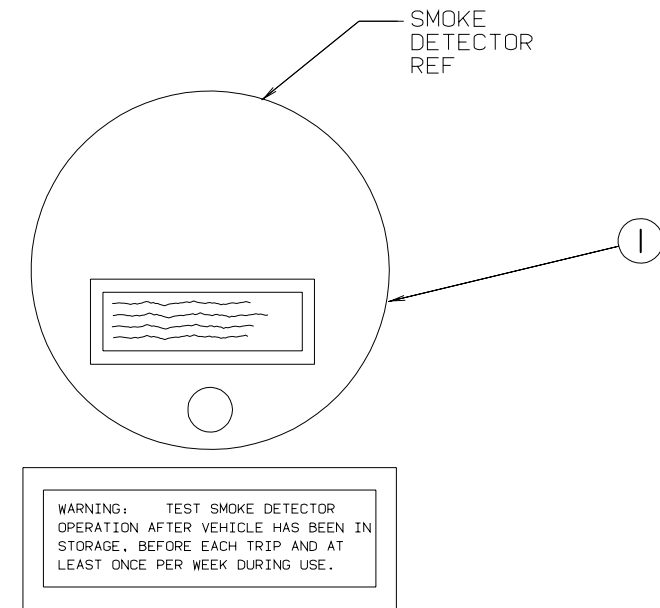 SMOKE
DETECTOR
REF
1
WARNING: TEST SMOKE DETECTOR
OPERATION AFTER VEHICLE HAS BEEN IN
STORAGE, BEFORE EACH TRIP AND AT
LEAST ONCE PER WEEK DURING USE.